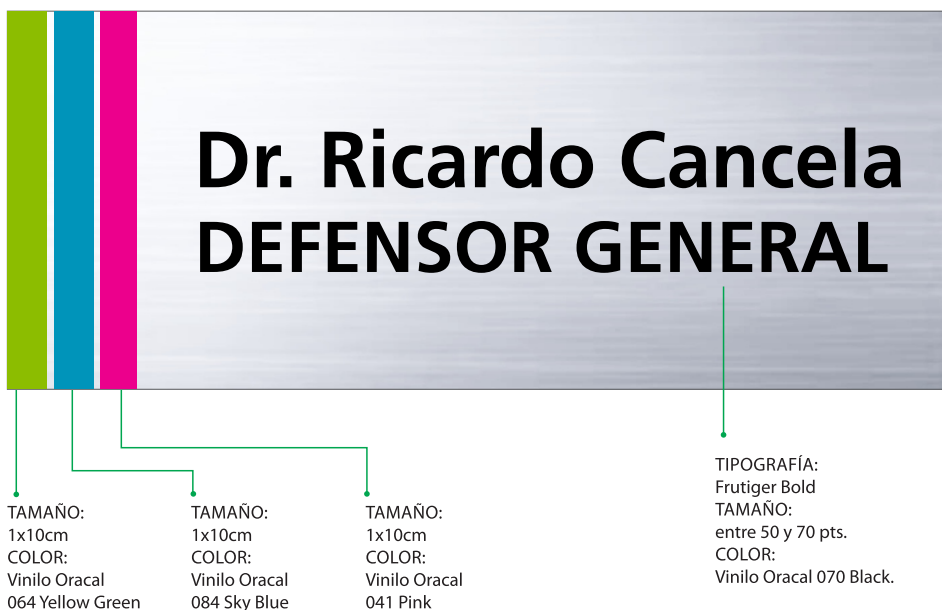 Dr. Ricardo Cancela
DEFENSOR GENERAL
TAMAÑO:
1x10cm
COLOR:
Vinilo Oracal
064 Yellow Green
TAMAÑO:
1x10cm
COLOR:
Vinilo Oracal
084 Sky Blue
TAMAÑO:
1x10cm
COLOR:
Vinilo Oracal
041 Pink
TIPOGRAFÍA:
Frutiger Bold
TAMAÑO:
entre 50 y 70 pts.
COLOR:
Vinilo Oracal 070 Black.